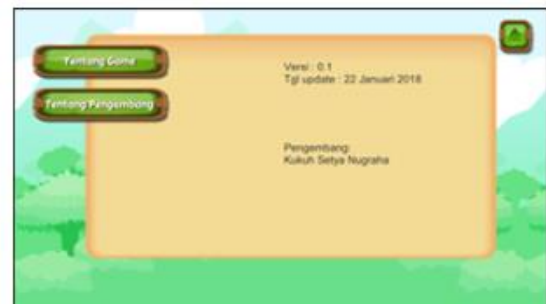 Tentang Game
Tentang Pengembang
Versi : 0.1
Tgl update : 22 Januari 2018
Pengembang:
Kukuh Setya Nugraha